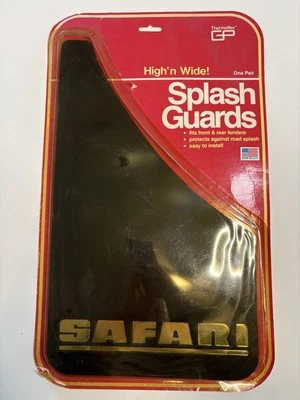 Thermoflex
GP
High'n Wide!
One Pair
Splash
Guards
• fits front & rear fenders
• protects against road splash
• easy to install
SAFARI